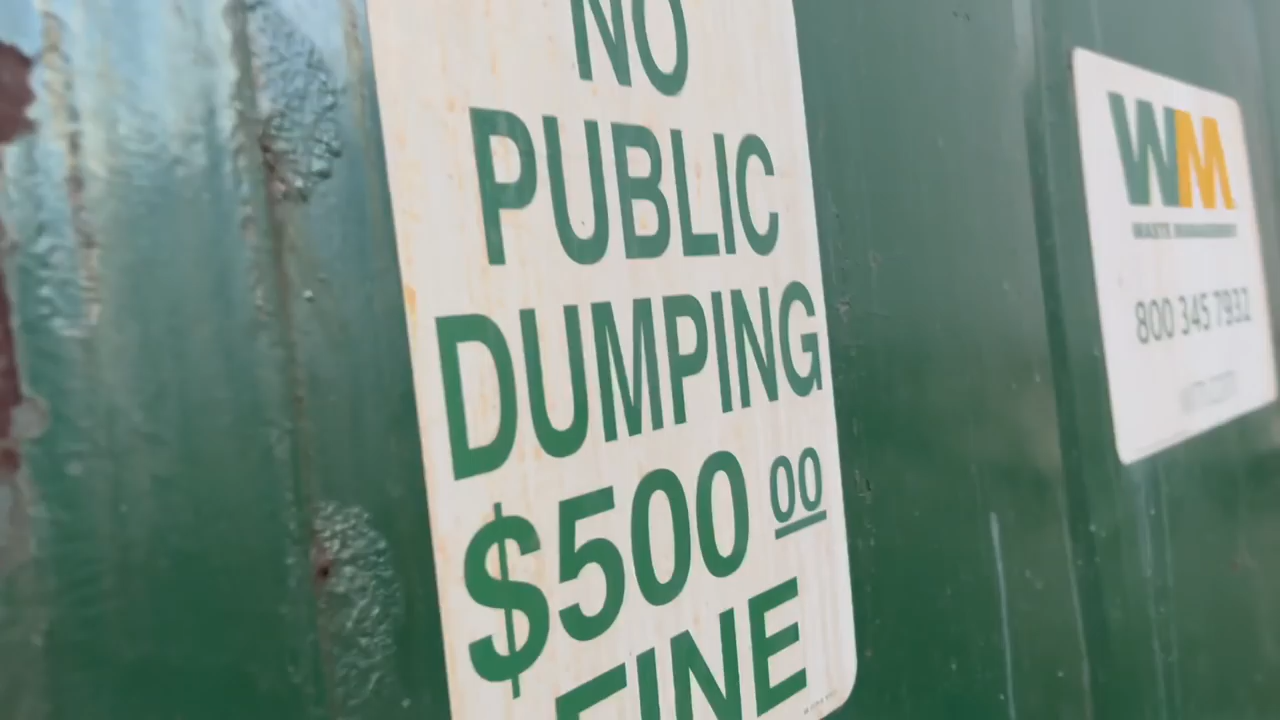 NO
PUBLIC
DUMPING
$500 00
FINE
WM
WASTE MANAGEMENT
800 345 7932